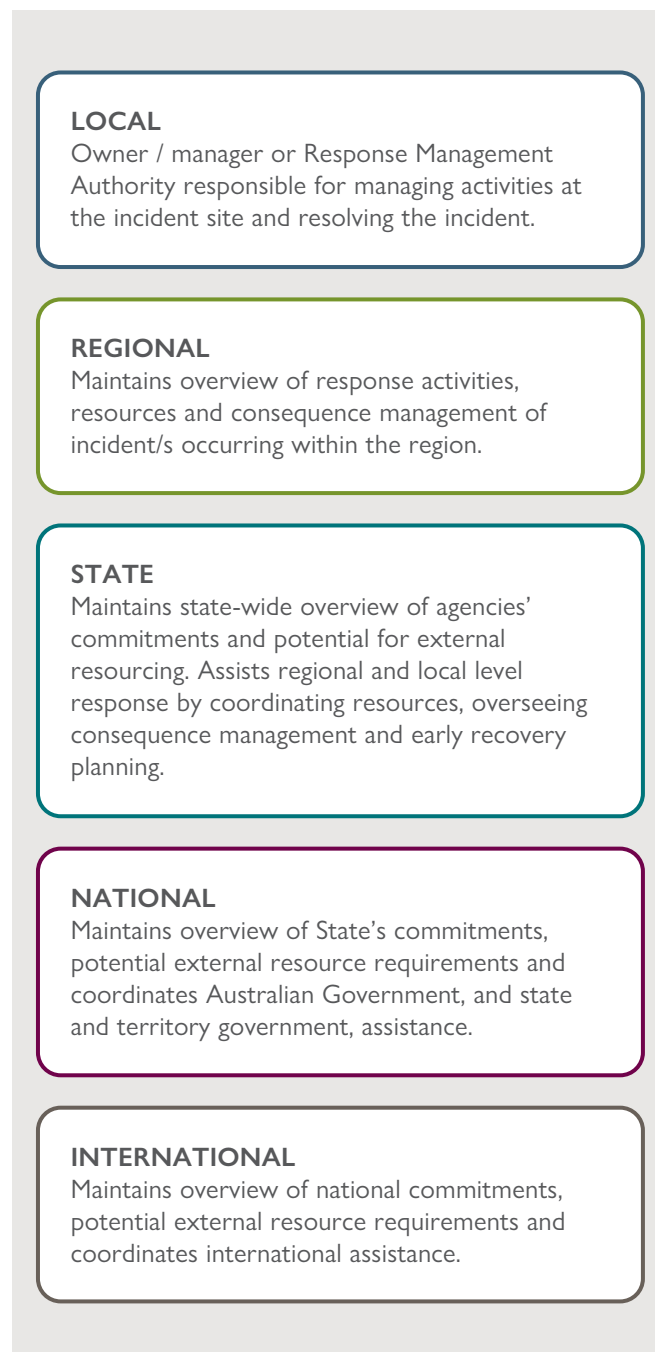 LOCAL
Owner / manager or Response Management
Authority responsible for managing activities at
the incident site and resolving the incident.
REGIONAL
Maintains overview of response activities,
resources and consequence management of
incident/s occurring within the region.
STATE
Maintains state-wide overview of agencies’
commitments and potential for external
resourcing. Assists regional and local level
response by coordinating resources, overseeing
consequence management and early recovery
planning.
NATIONAL
Maintains overview of State’s commitments,
potential external resource requirements and
coordinates Australian Government, and state
and territory government, assistance.
INTERNATIONAL
Maintains overview of national commitments,
potential external resource requirements and
coordinates international assistance.